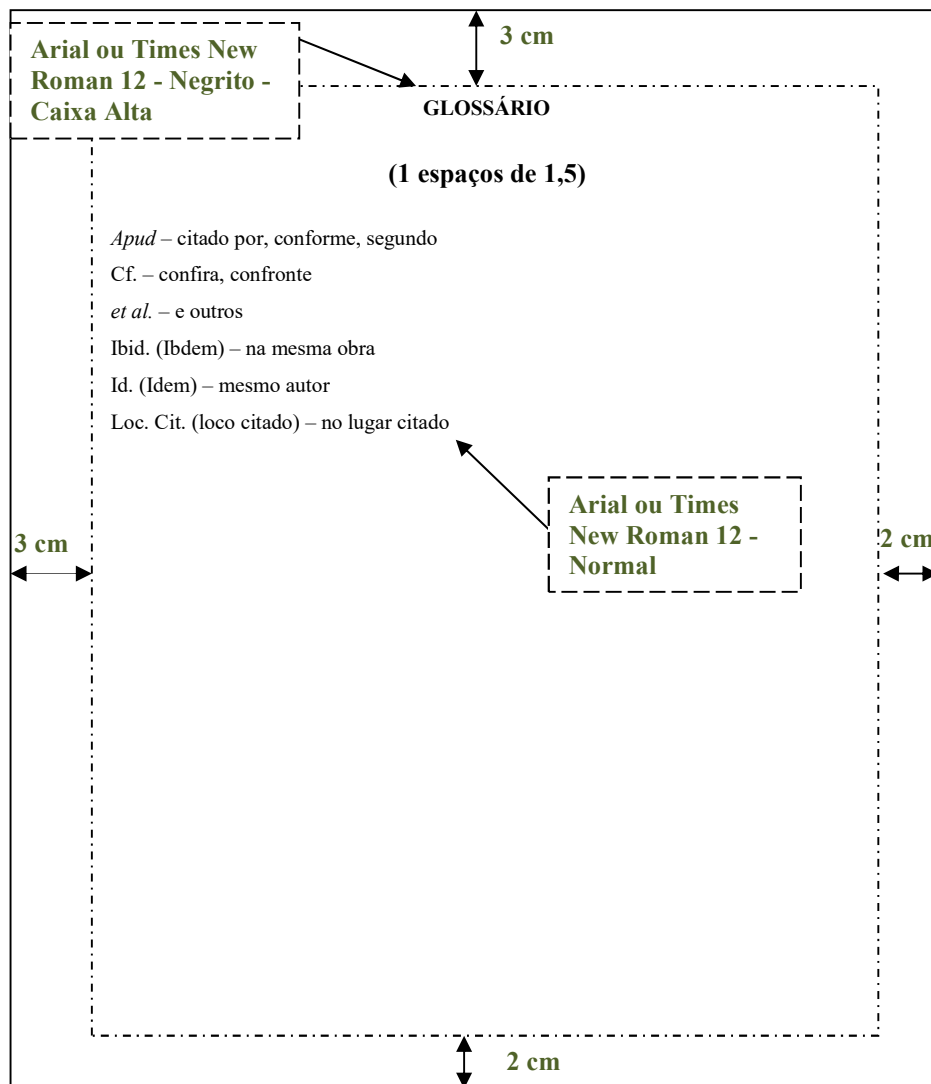 3 cm
Arial ou Times New
Roman 12 - Negrito -
Caixa Alta
GLOSSÁRIO
(1 espaços de 1,5)
Apud – citado por, conforme, segundo
Cf. – confira, confronte
et al. – e outros
Ibid. (Ibdem) – na mesma obra
Id. (Idem) – mesmo autor
Loc. Cit. (loco citado) – no lugar citado
Arial ou Times
New Roman 12 -
Normal
3 cm
2 cm
2 cm